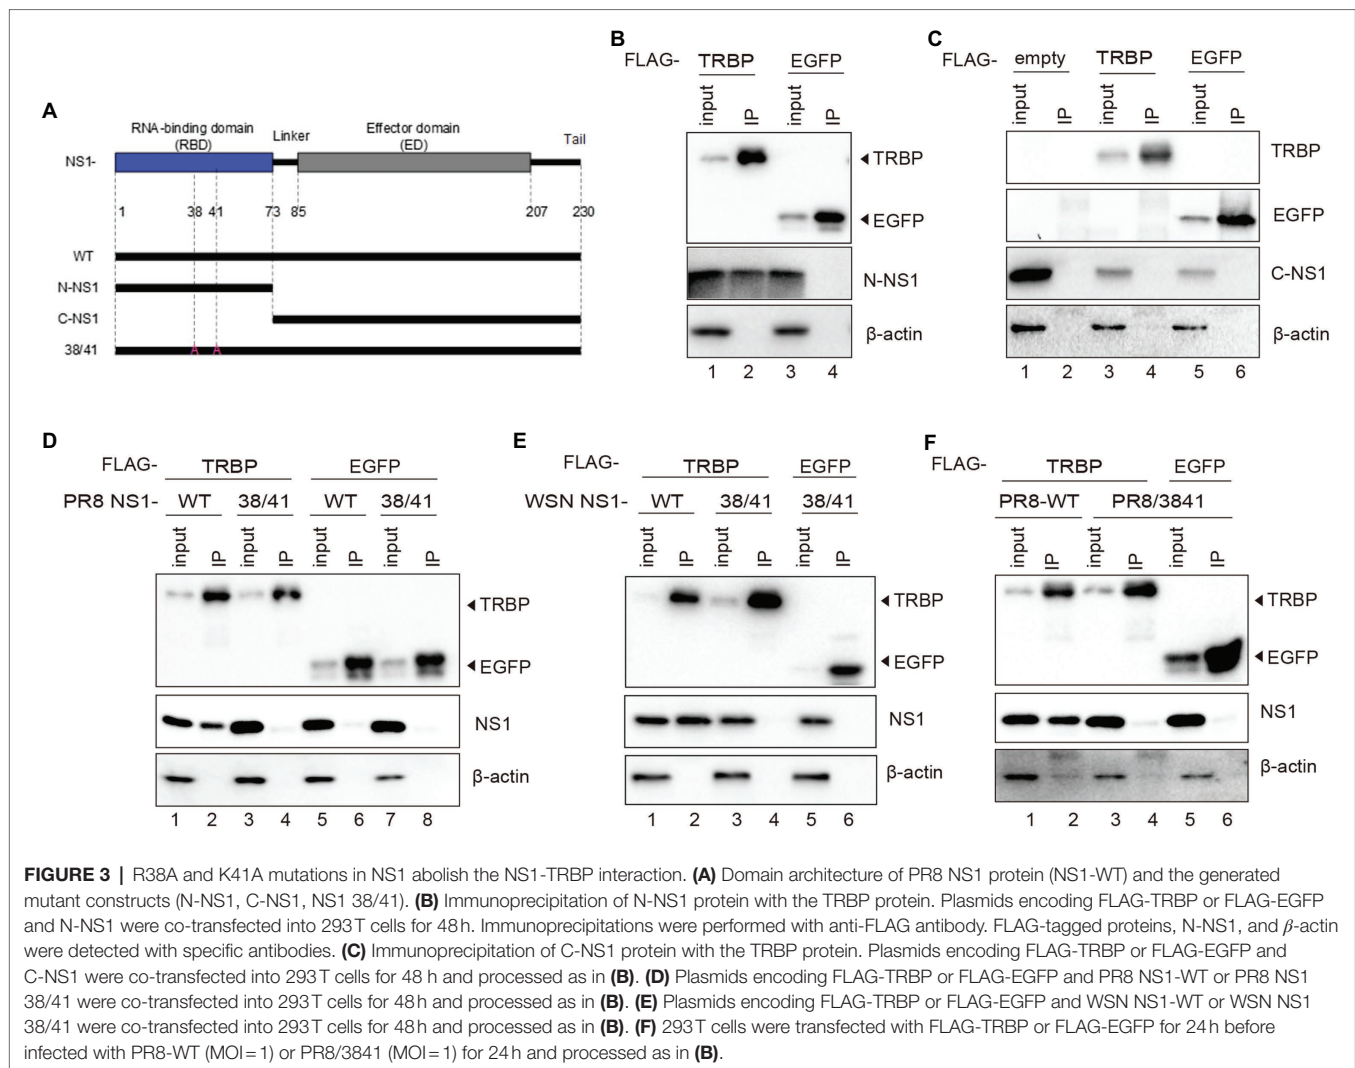 A
RNA-binding domain
(RBD)
Linker
Effector domain
(ED)
Tail
NS1-
1 38 41 73 85 207 230
WT
N-NS1
C-NS1
38/41
A A
B
FLAG- TRBP EGFP
input IP input IP
TRBP
EGFP
N-NS1
β-actin
1 2 3 4
C
FLAG- empty TRBP EGFP
input IP input IP input IP
TRBP
EGFP
C-NS1
β-actin
1 2 3 4 5 6
D
FLAG- TRBP EGFP
PR8 NS1- WT 38/41 WT 38/41
input IP input IP input IP input IP
TRBP
EGFP
NS1
β-actin
1 2 3 4 5 6 7 8
E
FLAG- TRBP EGFP
WSN NS1- WT 38/41 38/41
input IP input IP input IP
TRBP
EGFP
NS1
β-actin
1 2 3 4 5 6
F
FLAG- TRBP EGFP
PR8-WT PR8/3841
input IP input IP input IP
TRBP
EGFP
NS1
β-actin
1 2 3 4 5 6
FIGURE 3 | R38A and K41A mutations in NS1 abolish the NS1-TRBP interaction. (A) Domain architecture of PR8 NS1 protein (NS1-WT) and the generated
mutant constructs (N-NS1, C-NS1, NS1 38/41). (B) Immunoprecipitation of N-NS1 protein with the TRBP protein. Plasmids encoding FLAG-TRBP or FLAG-EGFP
and N-NS1 were co-transfected into 293T cells for 48h. Immunoprecipitations were performed with anti-FLAG antibody. FLAG-tagged proteins, N-NS1, and β-actin
were detected with specific antibodies. (C) Immunoprecipitation of C-NS1 protein with the TRBP protein. Plasmids encoding FLAG-TRBP or FLAG-EGFP and
C-NS1 were co-transfected into 293T cells for 48 h and processed as in (B). (D) Plasmids encoding FLAG-TRBP or FLAG-EGFP and PR8 NS1-WT or PR8 NS1
38/41 were co-transfected into 293T cells for 48h and processed as in (B). (E) Plasmids encoding FLAG-TRBP or FLAG-EGFP and WSN NS1-WT or WSN NS1
38/41 were co-transfected into 293T cells for 48h and processed as in (B). (F) 293T cells were transfected with FLAG-TRBP or FLAG-EGFP for 24h before
infected with PR8-WT (MOI=1) or PR8/3841 (MOI=1) for 24h and processed as in (B).